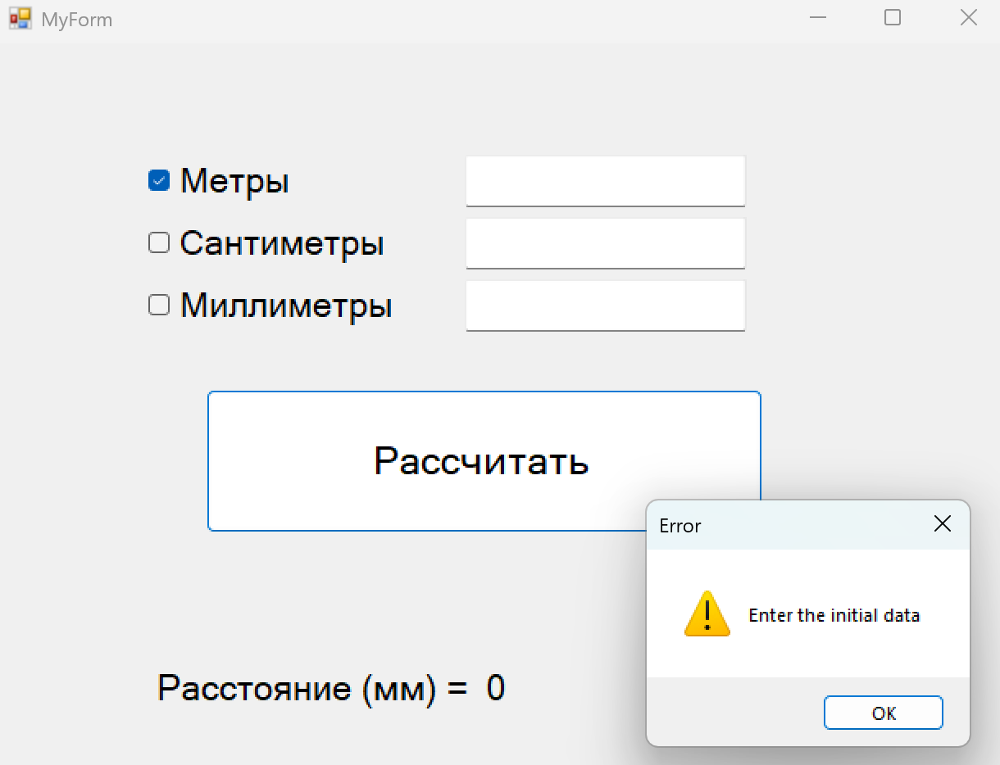 MyForm
Метры
Сантиметры
Миллиметры
Рассчитать
Error
Enter the initial data
Расстояние (мм) = 0
OK